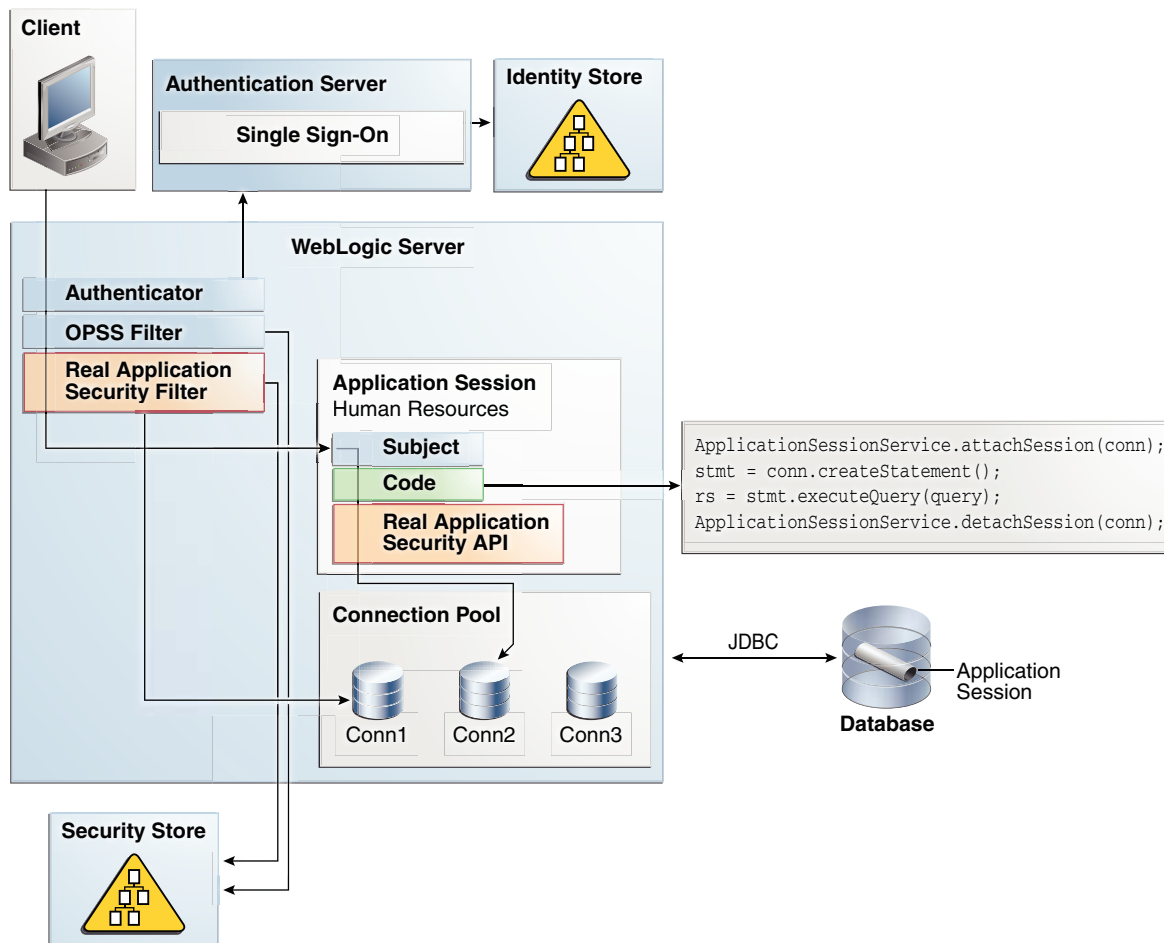 Client
Authentication Server
Single Sign-On
Identity Store
WebLogic Server
Authenticator
OPSS Filter
Real Application
Security Filter
Application Session
Human Resources
Subject
Code
Real Application
Security API
ApplicationSessionService.attachSession(conn);
stmt = conn.createStatement();
rs = stmt.executeQuery(query);
ApplicationSessionService.detachSession(conn);
Connection Pool
Conn1
Conn2
Conn3
JDBC
Application
Session
Database
Security Store